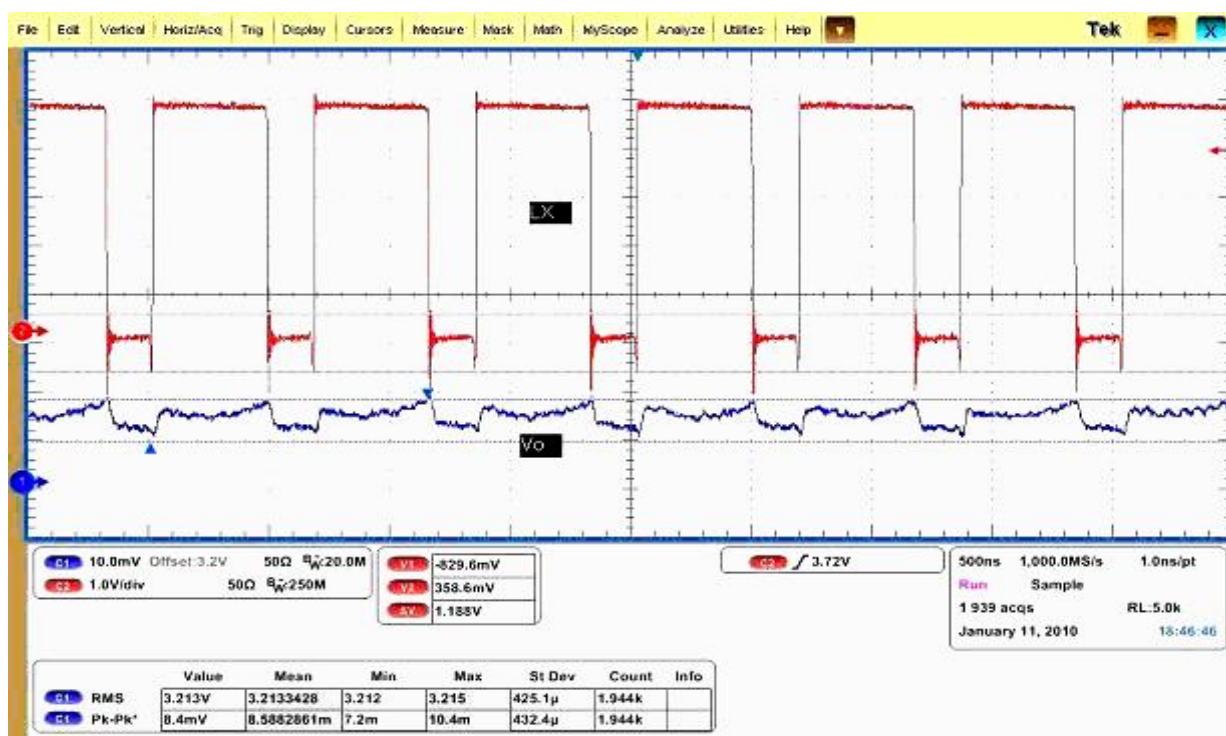 File Edit Vertical Horiz/Acq Trig Display Cursors Measure Mask Math MyScope Analyze Utilities Help Tek X
LX
2
Vo
1
C1 10.0mV Offset:3.2V 50Ω BW:20.0M
C2 1.0V/div 50Ω BW:250M
V1 -829.6mV
V2 358.6mV
ΔV 1.188V
C2 3.72V
500ns 1,000.0MS/s 1.0ns/pt
Run Sample
1 939 acqs RL:5.0k
January 11, 2010 18:46:46
Value Mean Min Max St Dev Count Info
C1 RMS 3.213V 3.2133428 3.212 3.215 425.1µ 1.944k
C1 Pk-Pk* 8.4mV 8.5882861m 7.2m 10.4m 432.4µ 1.944k